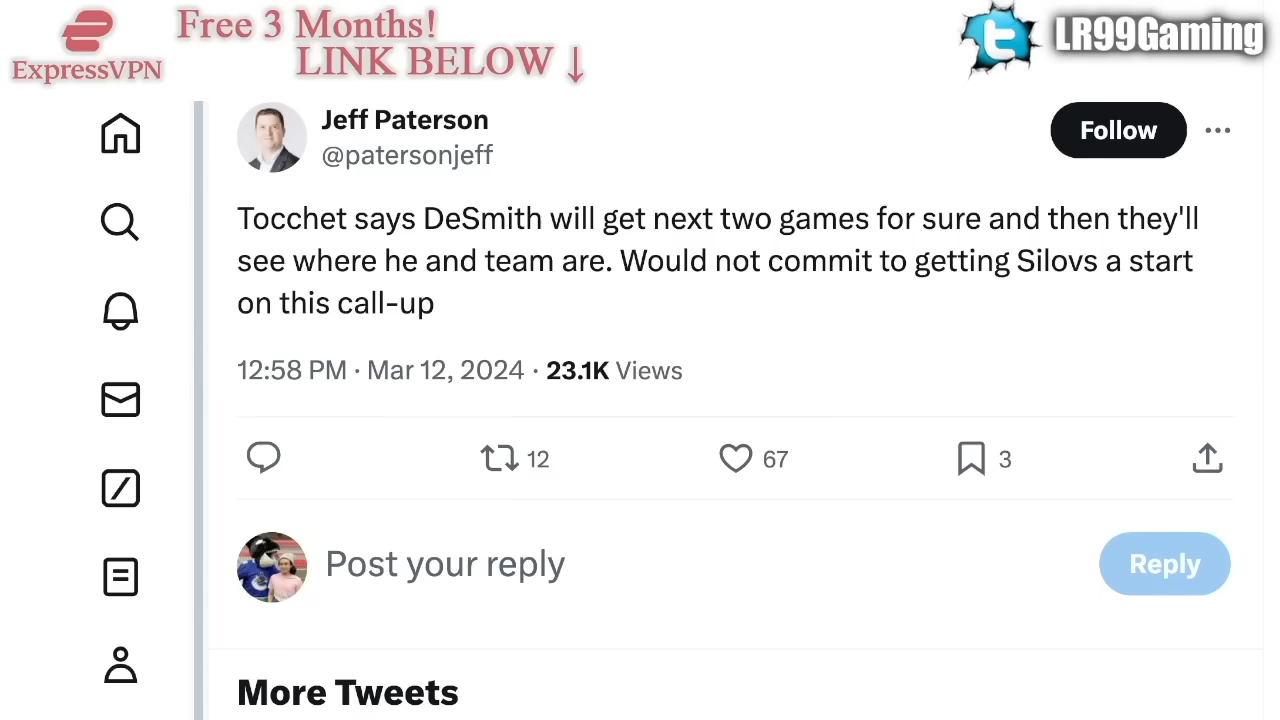 Free 3 Months!
LINK BELOW ↓
ExpressVPN
LR99Gaming
Jeff Paterson
@patersonjeff
Follow
Tocchet says DeSmith will get next two games for sure and then they'll
see where he and team are. Would not commit to getting Silovs a start
on this call-up
12:58 PM · Mar 12, 2024 · 23.1K Views
12
67
3
Post your reply
Reply
More Tweets